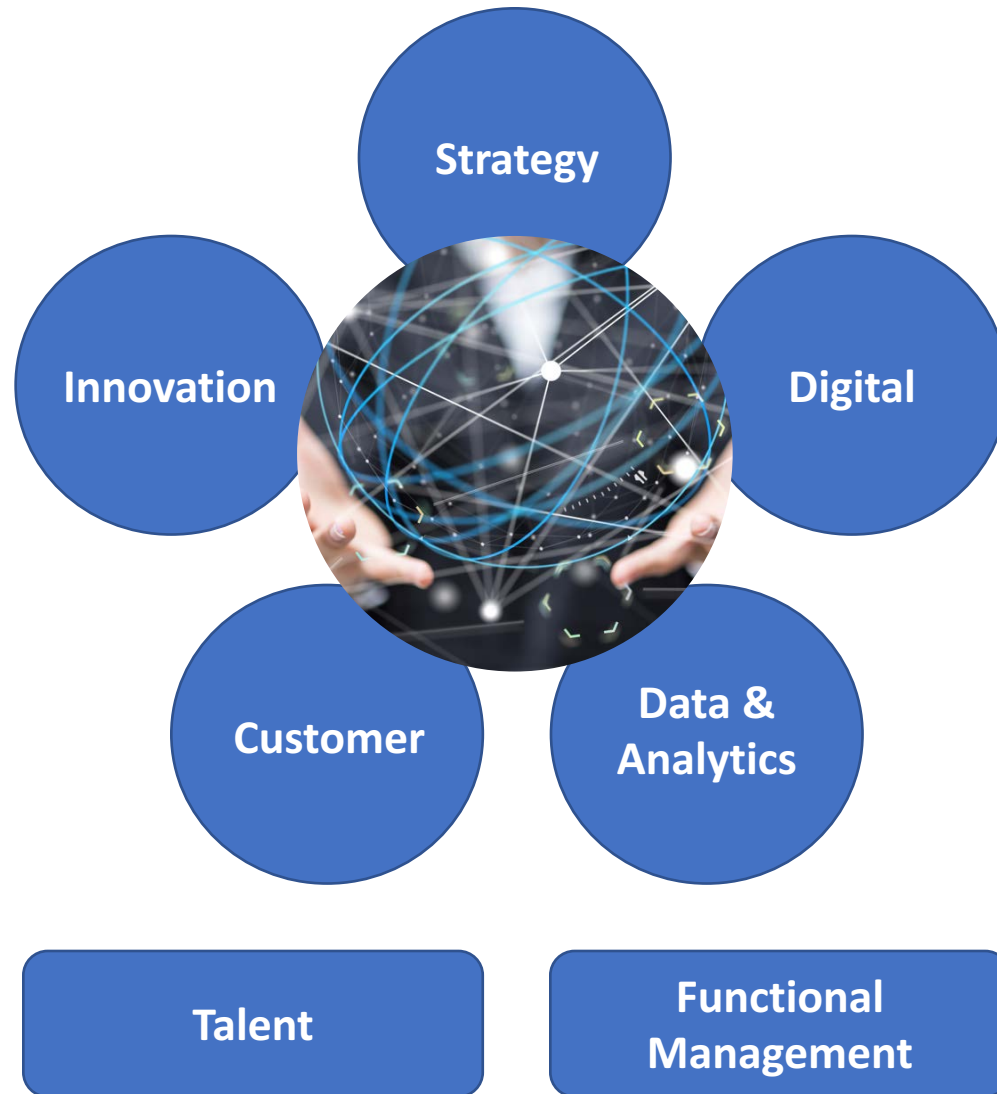 Strategy
Innovation
Digital
Customer
Data &
Analytics
Talent
Functional
Management